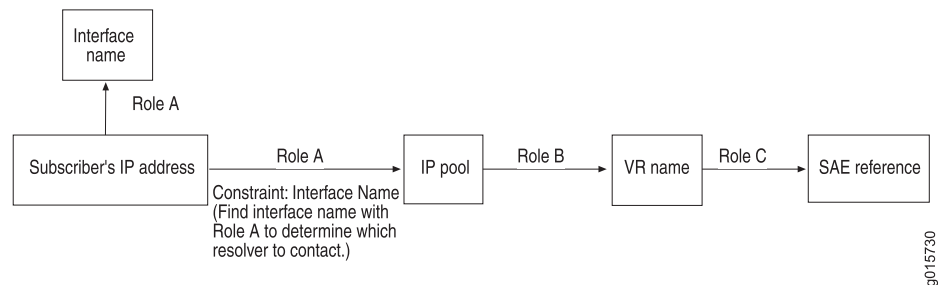 Interface
name
Role A
Subscriber's IP address
Role A
Constraint: Interface Name
(Find interface name with
Role A to determine which
resolver to contact.)
IP pool
Role B
VR name
Role C
SAE reference
g015730